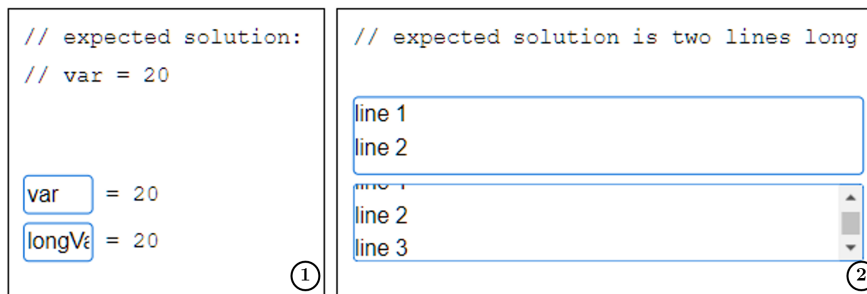 // expected solution:
// var = 20
var = 20
longVa = 20
1
// expected solution is two lines long
line 1
line 2
line 2
line 3
2